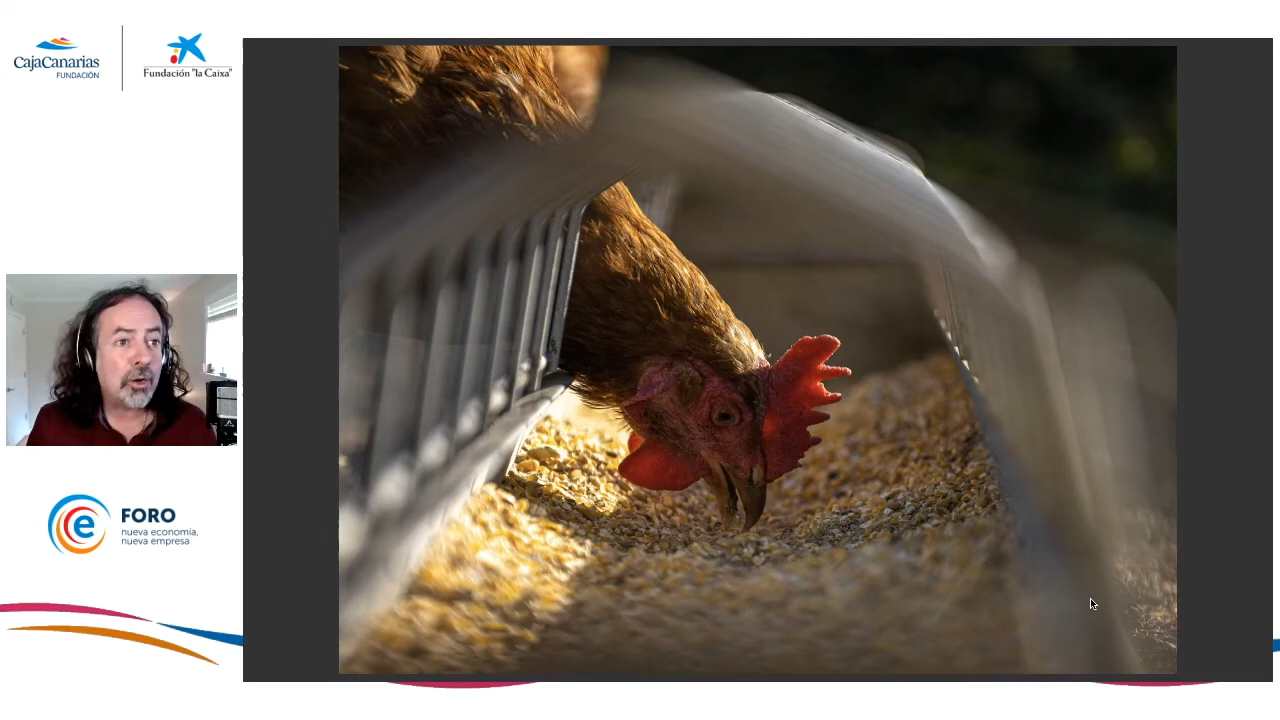 CajaCanarias
FUNDACIÓN
Fundación "la Caixa"
e
FORO
nueva economía,
nueva empresa